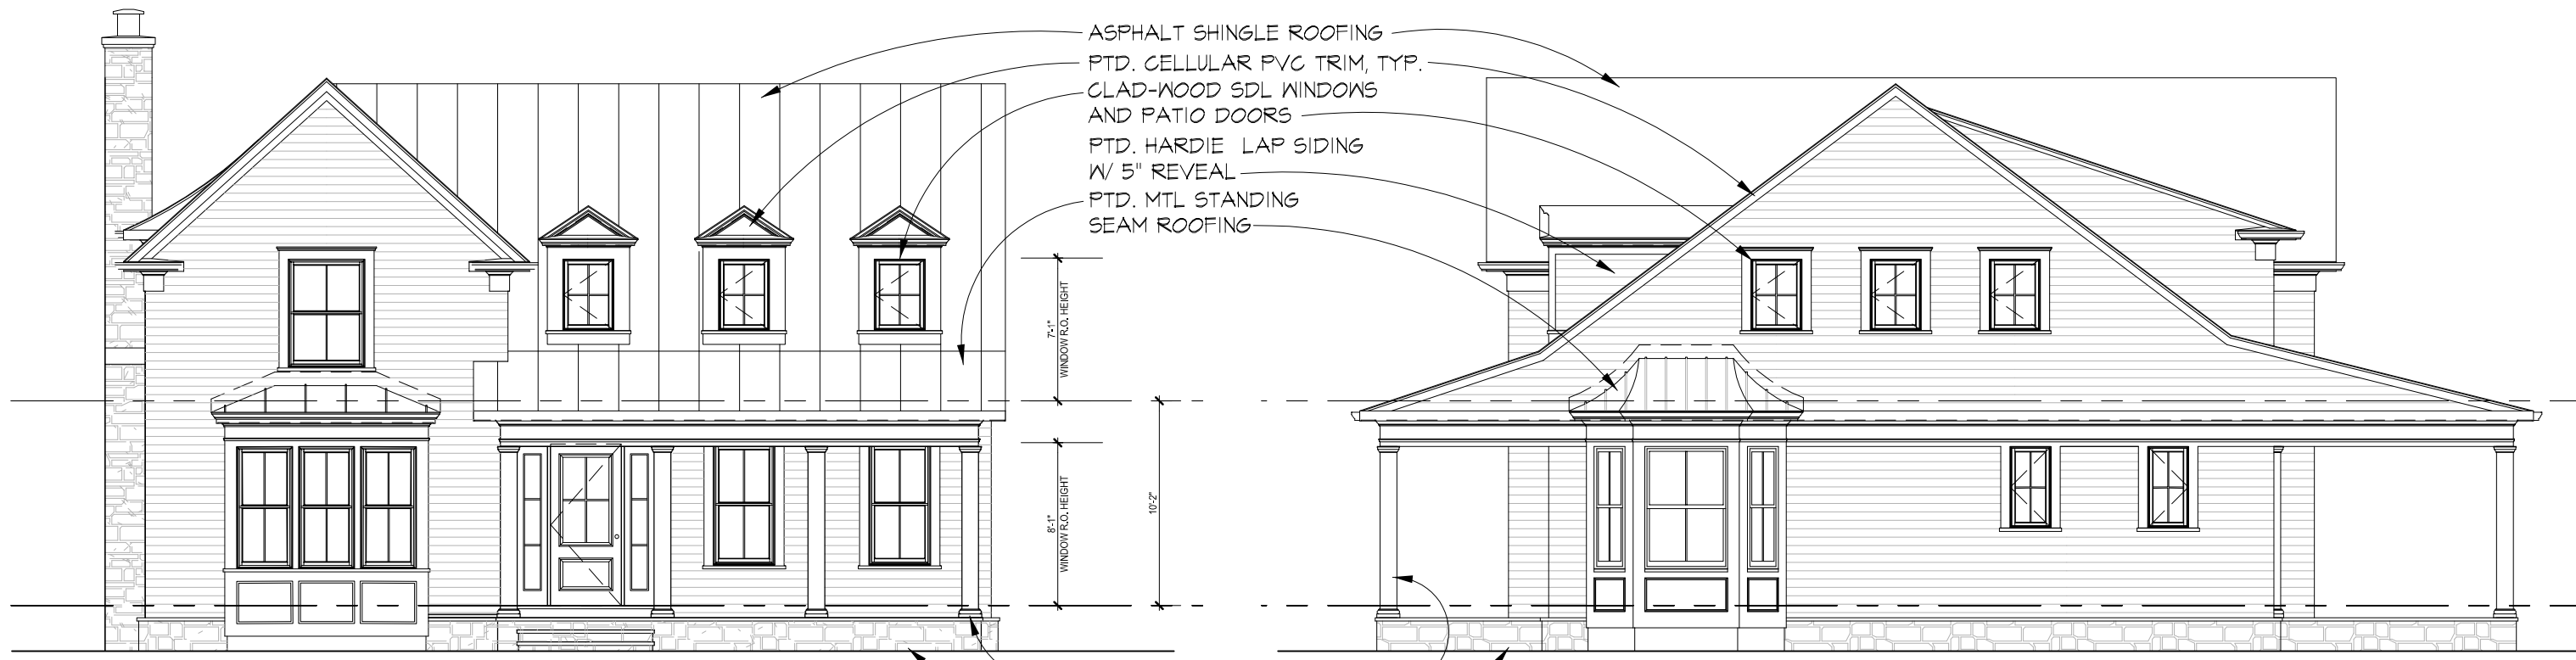 ASPHALT SHINGLE ROOFING
PTD. CELLULAR PVC TRIM, TYP.
CLAD-WOOD SDL WINDOWS
AND PATIO DOORS
PTD. HARDIE LAP SIDING
W/ 5" REVEAL
PTD. MTL STANDING
SEAM ROOFING
7'-1"
WINDOW R.O. HEIGHT
8'-1"
WINDOW R.O. HEIGHT
10'-2"